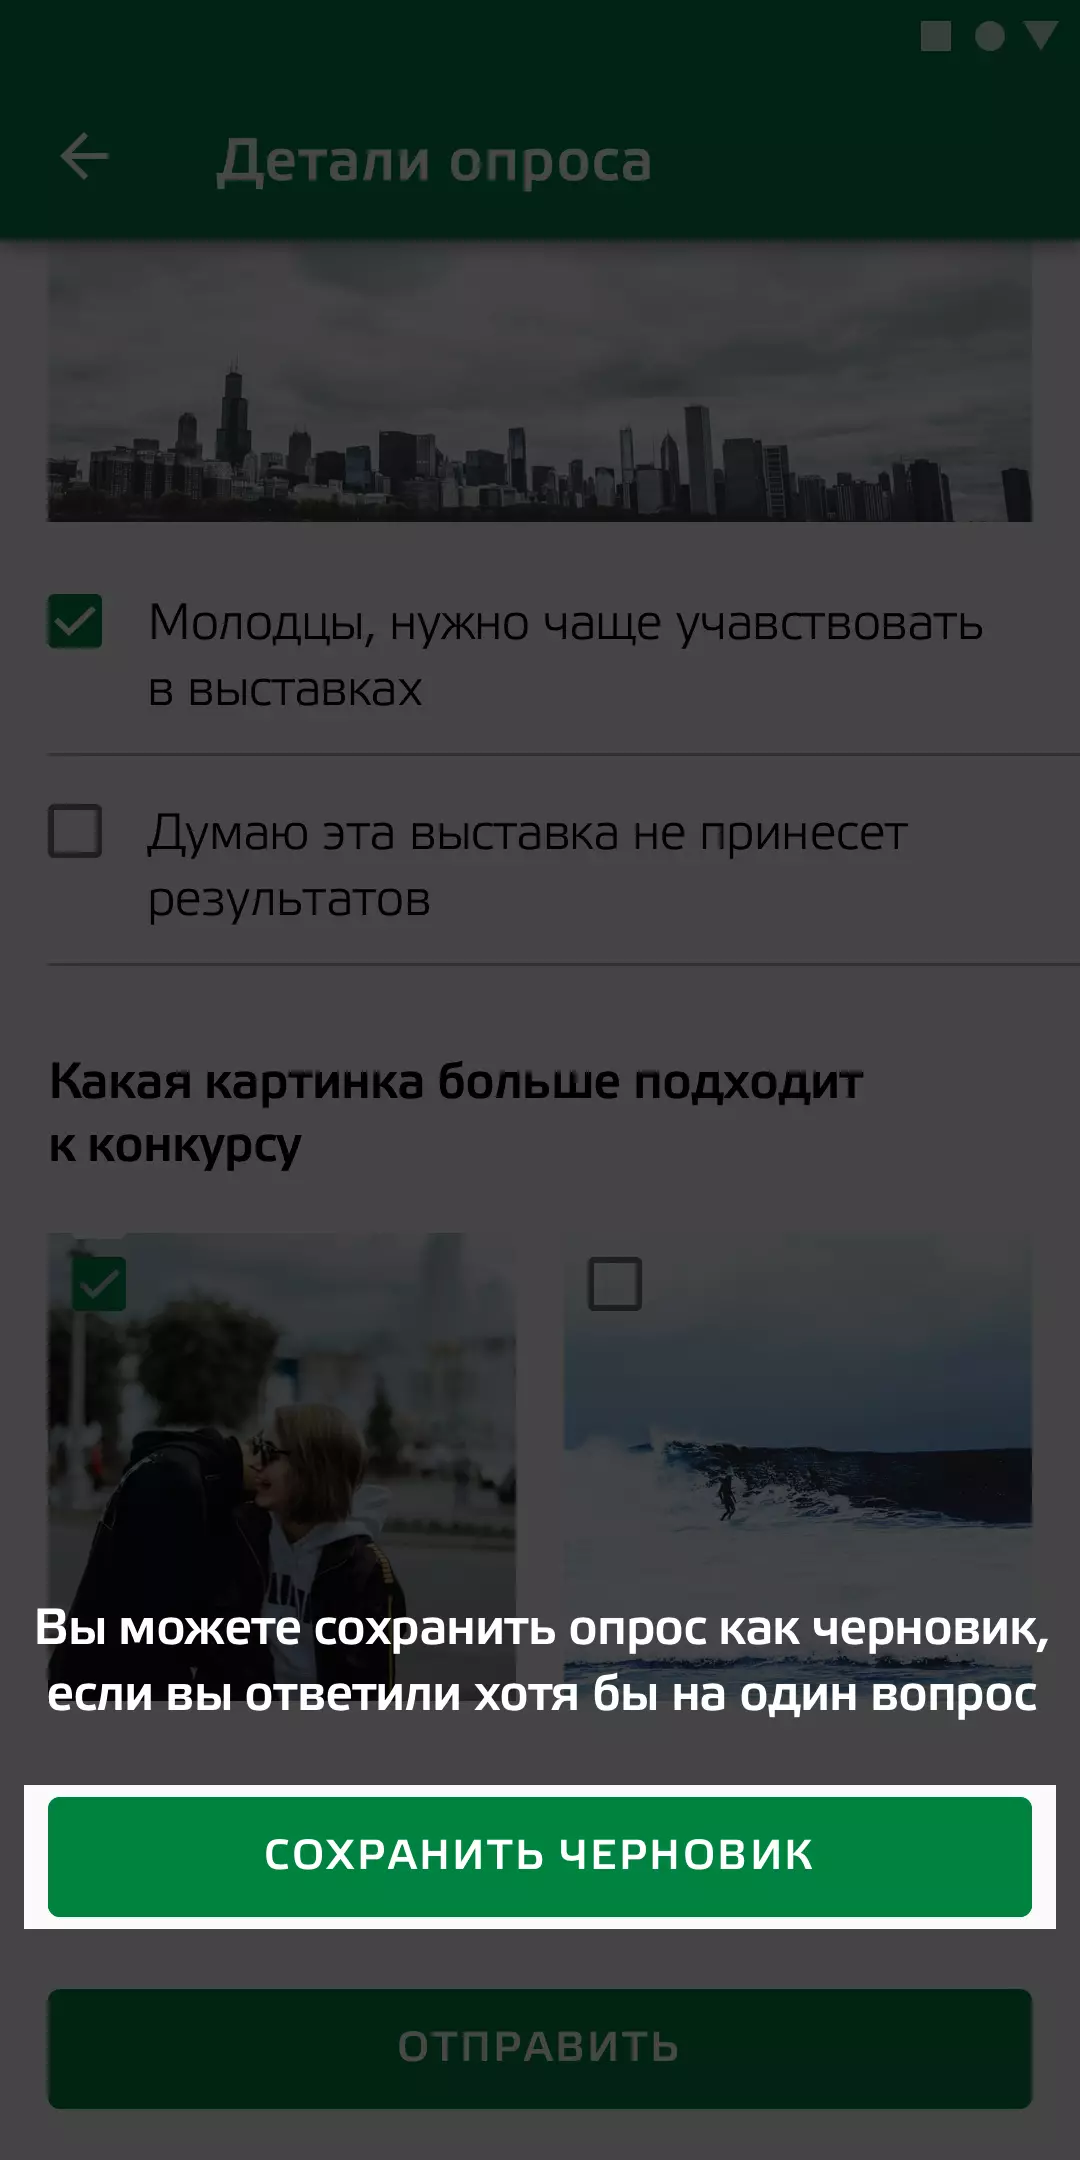 Детали опроса
Молодцы, нужно чаще учавствовать
в выставках
Думаю эта выставка не принесет
результатов
Какая картинка больше подходит
к конкурсу
Вы можете сохранить опрос как черновик,
если вы ответили хотя бы на один вопрос
СОХРАНИТЬ ЧЕРНОВИК
ОТПРАВИТЬ